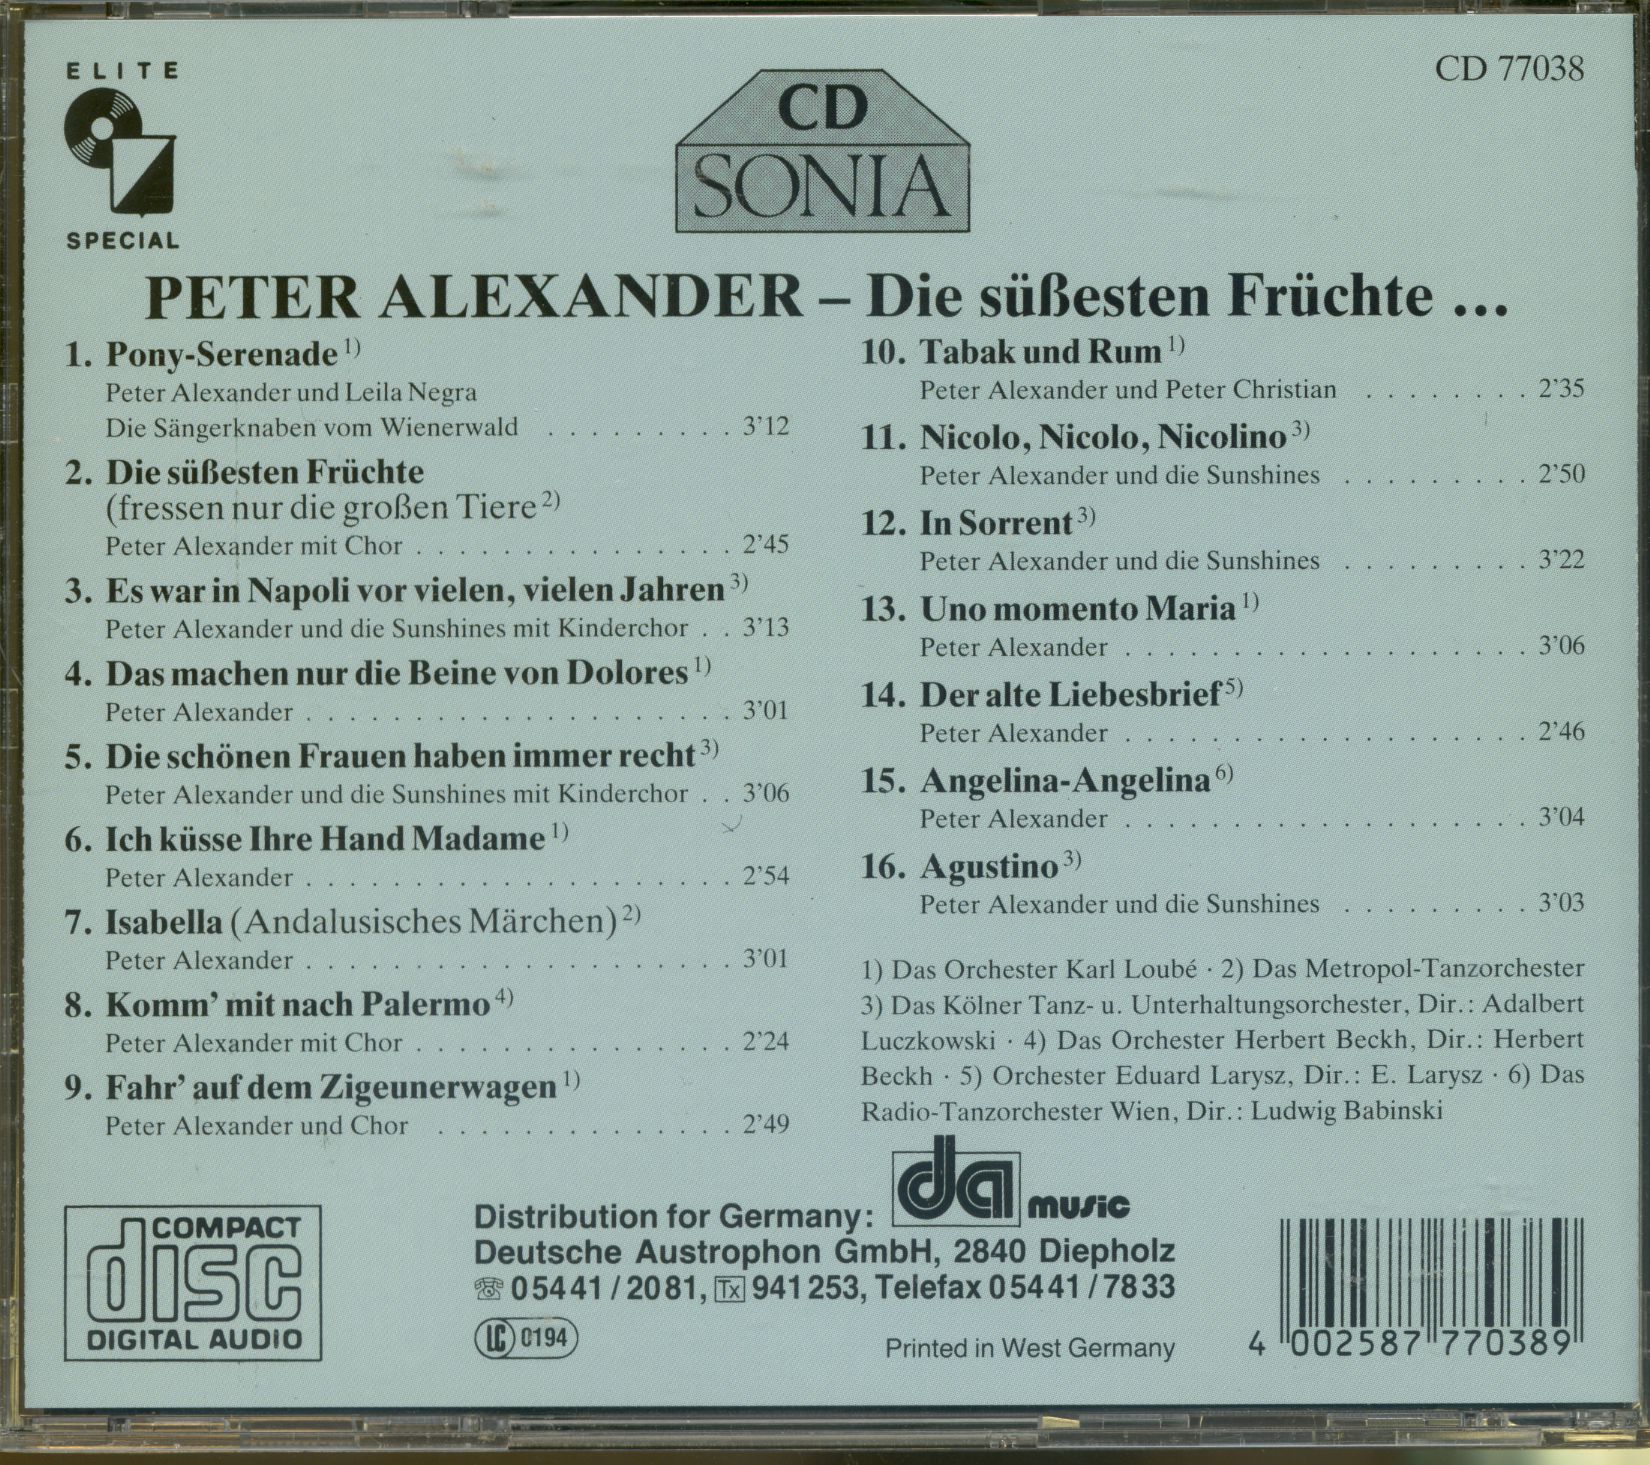 ELITE
SPECIAL
CD
SONIA
CD 77038
PETER ALEXANDER – Die süßesten Früchte ...
1. Pony-Serenade 1)
Peter Alexander und Leila Negra
Die Sängerknaben vom Wienerwald . . . . . . . . . 3’12
2. Die süßesten Früchte
(fressen nur die großen Tiere 2)
Peter Alexander mit Chor . . . . . . . . . . . . . . . 2’45
3. Es war in Napoli vor vielen, vielen Jahren 3)
Peter Alexander und die Sunshines mit Kinderchor . . 3’13
4. Das machen nur die Beine von Dolores 1)
Peter Alexander . . . . . . . . . . . . . . . . . . . . 3’01
5. Die schönen Frauen haben immer recht 3)
Peter Alexander und die Sunshines mit Kinderchor . . 3’06
6. Ich küsse Ihre Hand Madame 1)
Peter Alexander . . . . . . . . . . . . . . . . . . . . 2’54
7. Isabella (Andalusisches Märchen) 2)
Peter Alexander . . . . . . . . . . . . . . . . . . . . 3’01
8. Komm’ mit nach Palermo 4)
Peter Alexander mit Chor . . . . . . . . . . . . . . . 2’24
9. Fahr’ auf dem Zigeunerwagen 1)
Peter Alexander und Chor . . . . . . . . . . . . . . 2’49
10. Tabak und Rum 1)
Peter Alexander und Peter Christian . . . . . . . . 2’35
11. Nicolo, Nicolo, Nicolino 3)
Peter Alexander und die Sunshines . . . . . . . . . 2’50
12. In Sorrent 3)
Peter Alexander und die Sunshines . . . . . . . . . 3’22
13. Uno momento Maria 1)
Peter Alexander . . . . . . . . . . . . . . . . . . . 3’06
14. Der alte Liebesbrief 5)
Peter Alexander . . . . . . . . . . . . . . . . . . . 2’46
15. Angelina-Angelina 6)
Peter Alexander . . . . . . . . . . . . . . . . . . . 3’04
16. Agustino 3)
Peter Alexander und die Sunshines . . . . . . . . . 3’03
1) Das Orchester Karl Loubé · 2) Das Metropol-Tanzorchester
3) Das Kölner Tanz- u. Unterhaltungsorchester, Dir.: Adalbert
Luczkowski · 4) Das Orchester Herbert Beckh, Dir.: Herbert
Beckh · 5) Orchester Eduard Larysz, Dir.: E. Larysz · 6) Das
Radio-Tanzorchester Wien, Dir.: Ludwig Babinski
COMPACT
disc
DIGITAL AUDIO
Distribution for Germany: da music
Deutsche Austrophon GmbH, 2840 Diepholz
☏ 05441/2081, Tx 941253, Telefax 05441/7833
LC 0194
Printed in West Germany
4 002587 770389